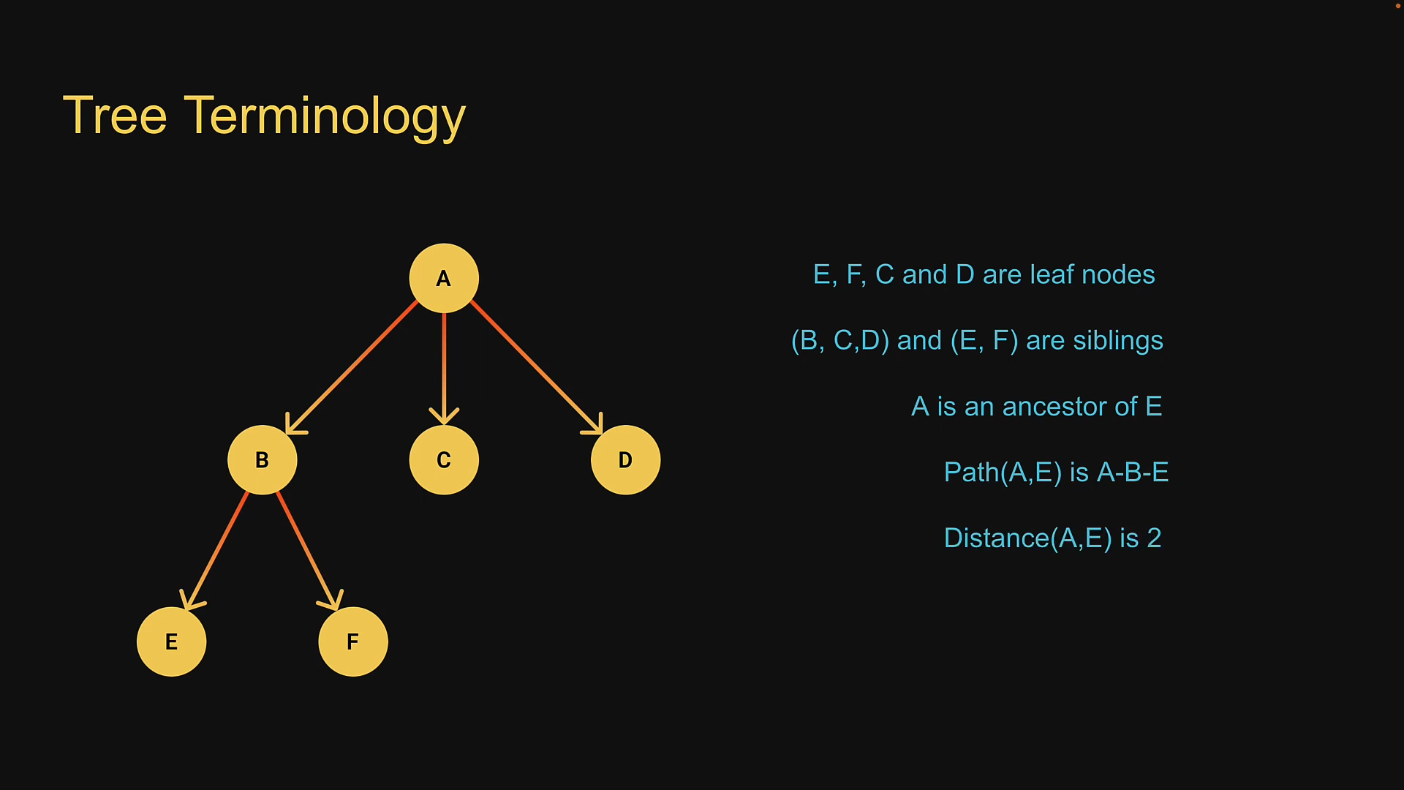 Tree Terminology
A
B
C
D
E
F
E, F, C and D are leaf nodes
(B, C,D) and (E, F) are siblings
A is an ancestor of E
Path(A,E) is A-B-E
Distance(A,E) is 2